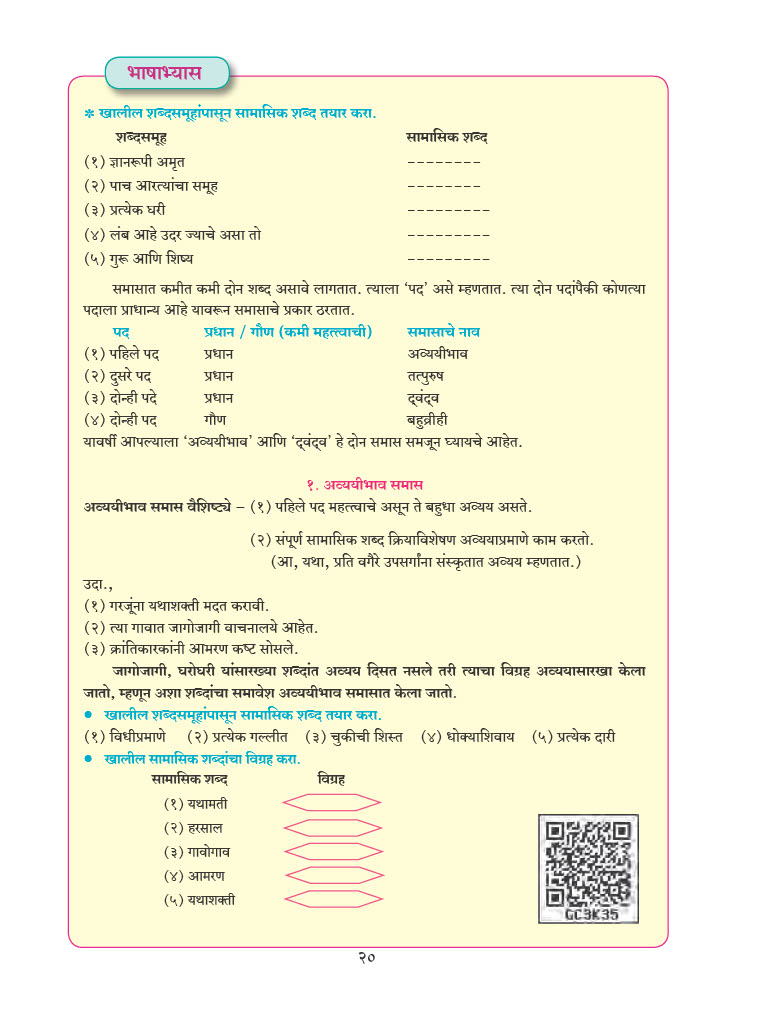 भाषाभ्यास
* खालील शब्दसमूहांपासून सामासिक शब्द तयार करा.
शब्दसमूह सामासिक शब्द
(१) ज्ञानरूपी अमृत --------
(२) पाच आरत्यांचा समूह --------
(३) प्रत्येक घरी ---------
(४) लंब आहे उदर ज्याचे असा तो ---------
(५) गुरू आणि शिष्य ---------
समासात कमीत कमी दोन शब्द असावे लागतात. त्याला ‘पद’ असे म्हणतात. त्या दोन पदांपैकी कोणत्या
पदाला प्राधान्य आहे यावरून समासाचे प्रकार ठरतात.
पद प्रधान / गौण (कमी महत्त्वाची) समासाचे नाव
(१) पहिले पद प्रधान अव्ययीभाव
(२) दुसरे पद प्रधान तत्पुरुष
(३) दोन्ही पदे प्रधान द्‌वंद्‌व
(४) दोन्ही पद गौण बहुव्रीही
यावर्षी आपल्याला ‘अव्ययीभाव’ आणि ‘द्‌वंद्‌व’ हे दोन समास समजून घ्यायचे आहेत.
१. अव्ययीभाव समास
अव्ययीभाव समास वैशिष्ट्ये – (१) पहिले पद महत्त्वाचे असून ते बहुधा अव्यय असते.
(२) संपूर्ण सामासिक शब्द क्रियाविशेषण अव्ययाप्रमाणे काम करतो.
(आ, यथा, प्रति वगैरे उपसर्गांना संस्कृतात अव्यय म्हणतात.)
उदा.,
(१) गरजूंना यथाशक्ती मदत करावी.
(२) त्या गावात जागोजागी वाचनालये आहेत.
(३) क्रांतिकारकांनी आमरण कष्ट सोसले.
जागोजागी, घरोघरी यांसारख्या शब्दांत अव्यय दिसत नसले तरी त्याचा विग्रह अव्ययासारखा केला
जातो, म्हणून अशा शब्दांचा समावेश अव्ययीभाव समासात केला जातो.
• खालील शब्दसमूहांपासून सामासिक शब्द तयार करा.
(१) विधीप्रमाणे (२) प्रत्येक गल्लीत (३) चुकीची शिस्त (४) धोक्याशिवाय (५) प्रत्येक दारी
• खालील सामासिक शब्दांचा विग्रह करा.
सामासिक शब्द विग्रह
(१) यथामती
(२) हरसाल
(३) गावोगाव
(४) आमरण
(५) यथाशक्ती
GC3K35
२०